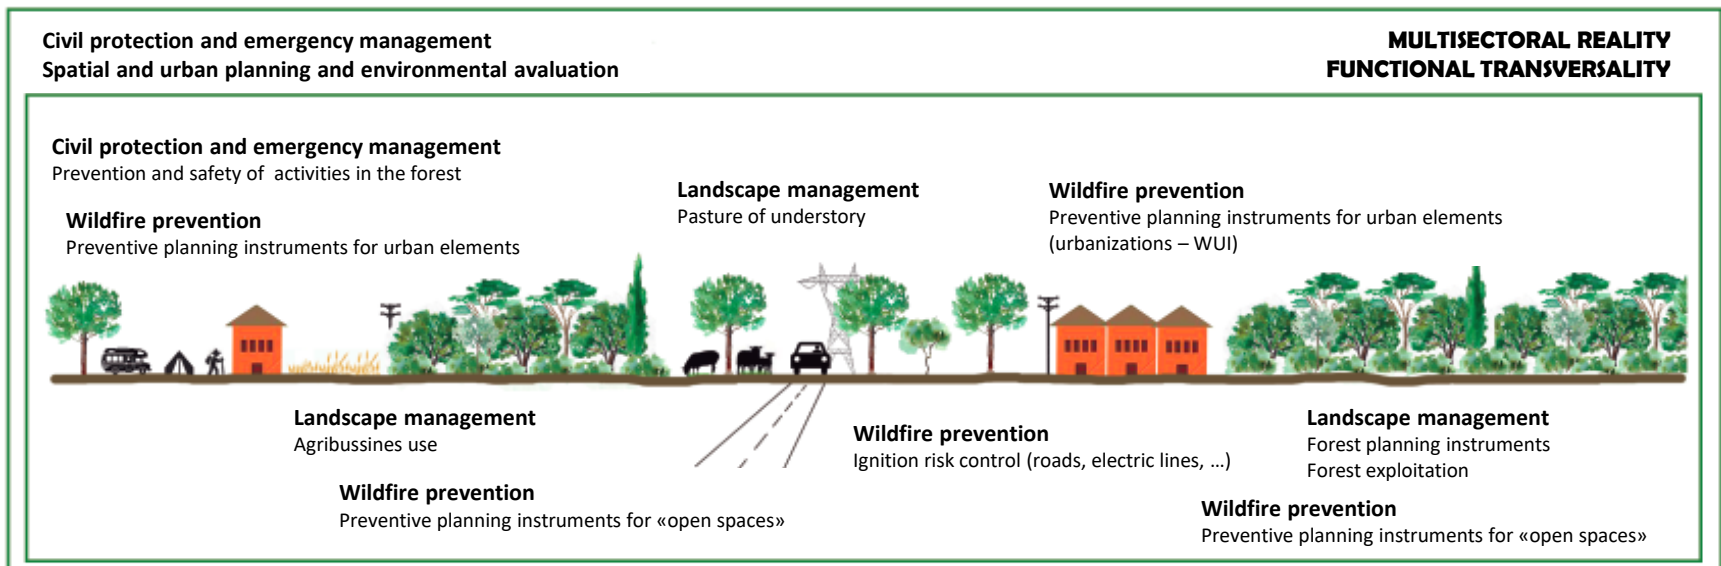 Civil protection and emergency management
Spatial and urban planning and environmental avaluation
MULTISECTORAL REALITY
FUNCTIONAL TRANSVERSALITY
Civil protection and emergency management
Prevention and safety of activities in the forest
Wildfire prevention
Preventive planning instruments for urban elements
Landscape management
Pasture of understory
Wildfire prevention
Preventive planning instruments for urban elements
(urbanizations – WUI)
Landscape management
Agribussines use
Wildfire prevention
Preventive planning instruments for «open spaces»
Wildfire prevention
Ignition risk control (roads, electric lines, ...)
Landscape management
Forest planning instruments
Forest exploitation
Wildfire prevention
Preventive planning instruments for «open spaces»